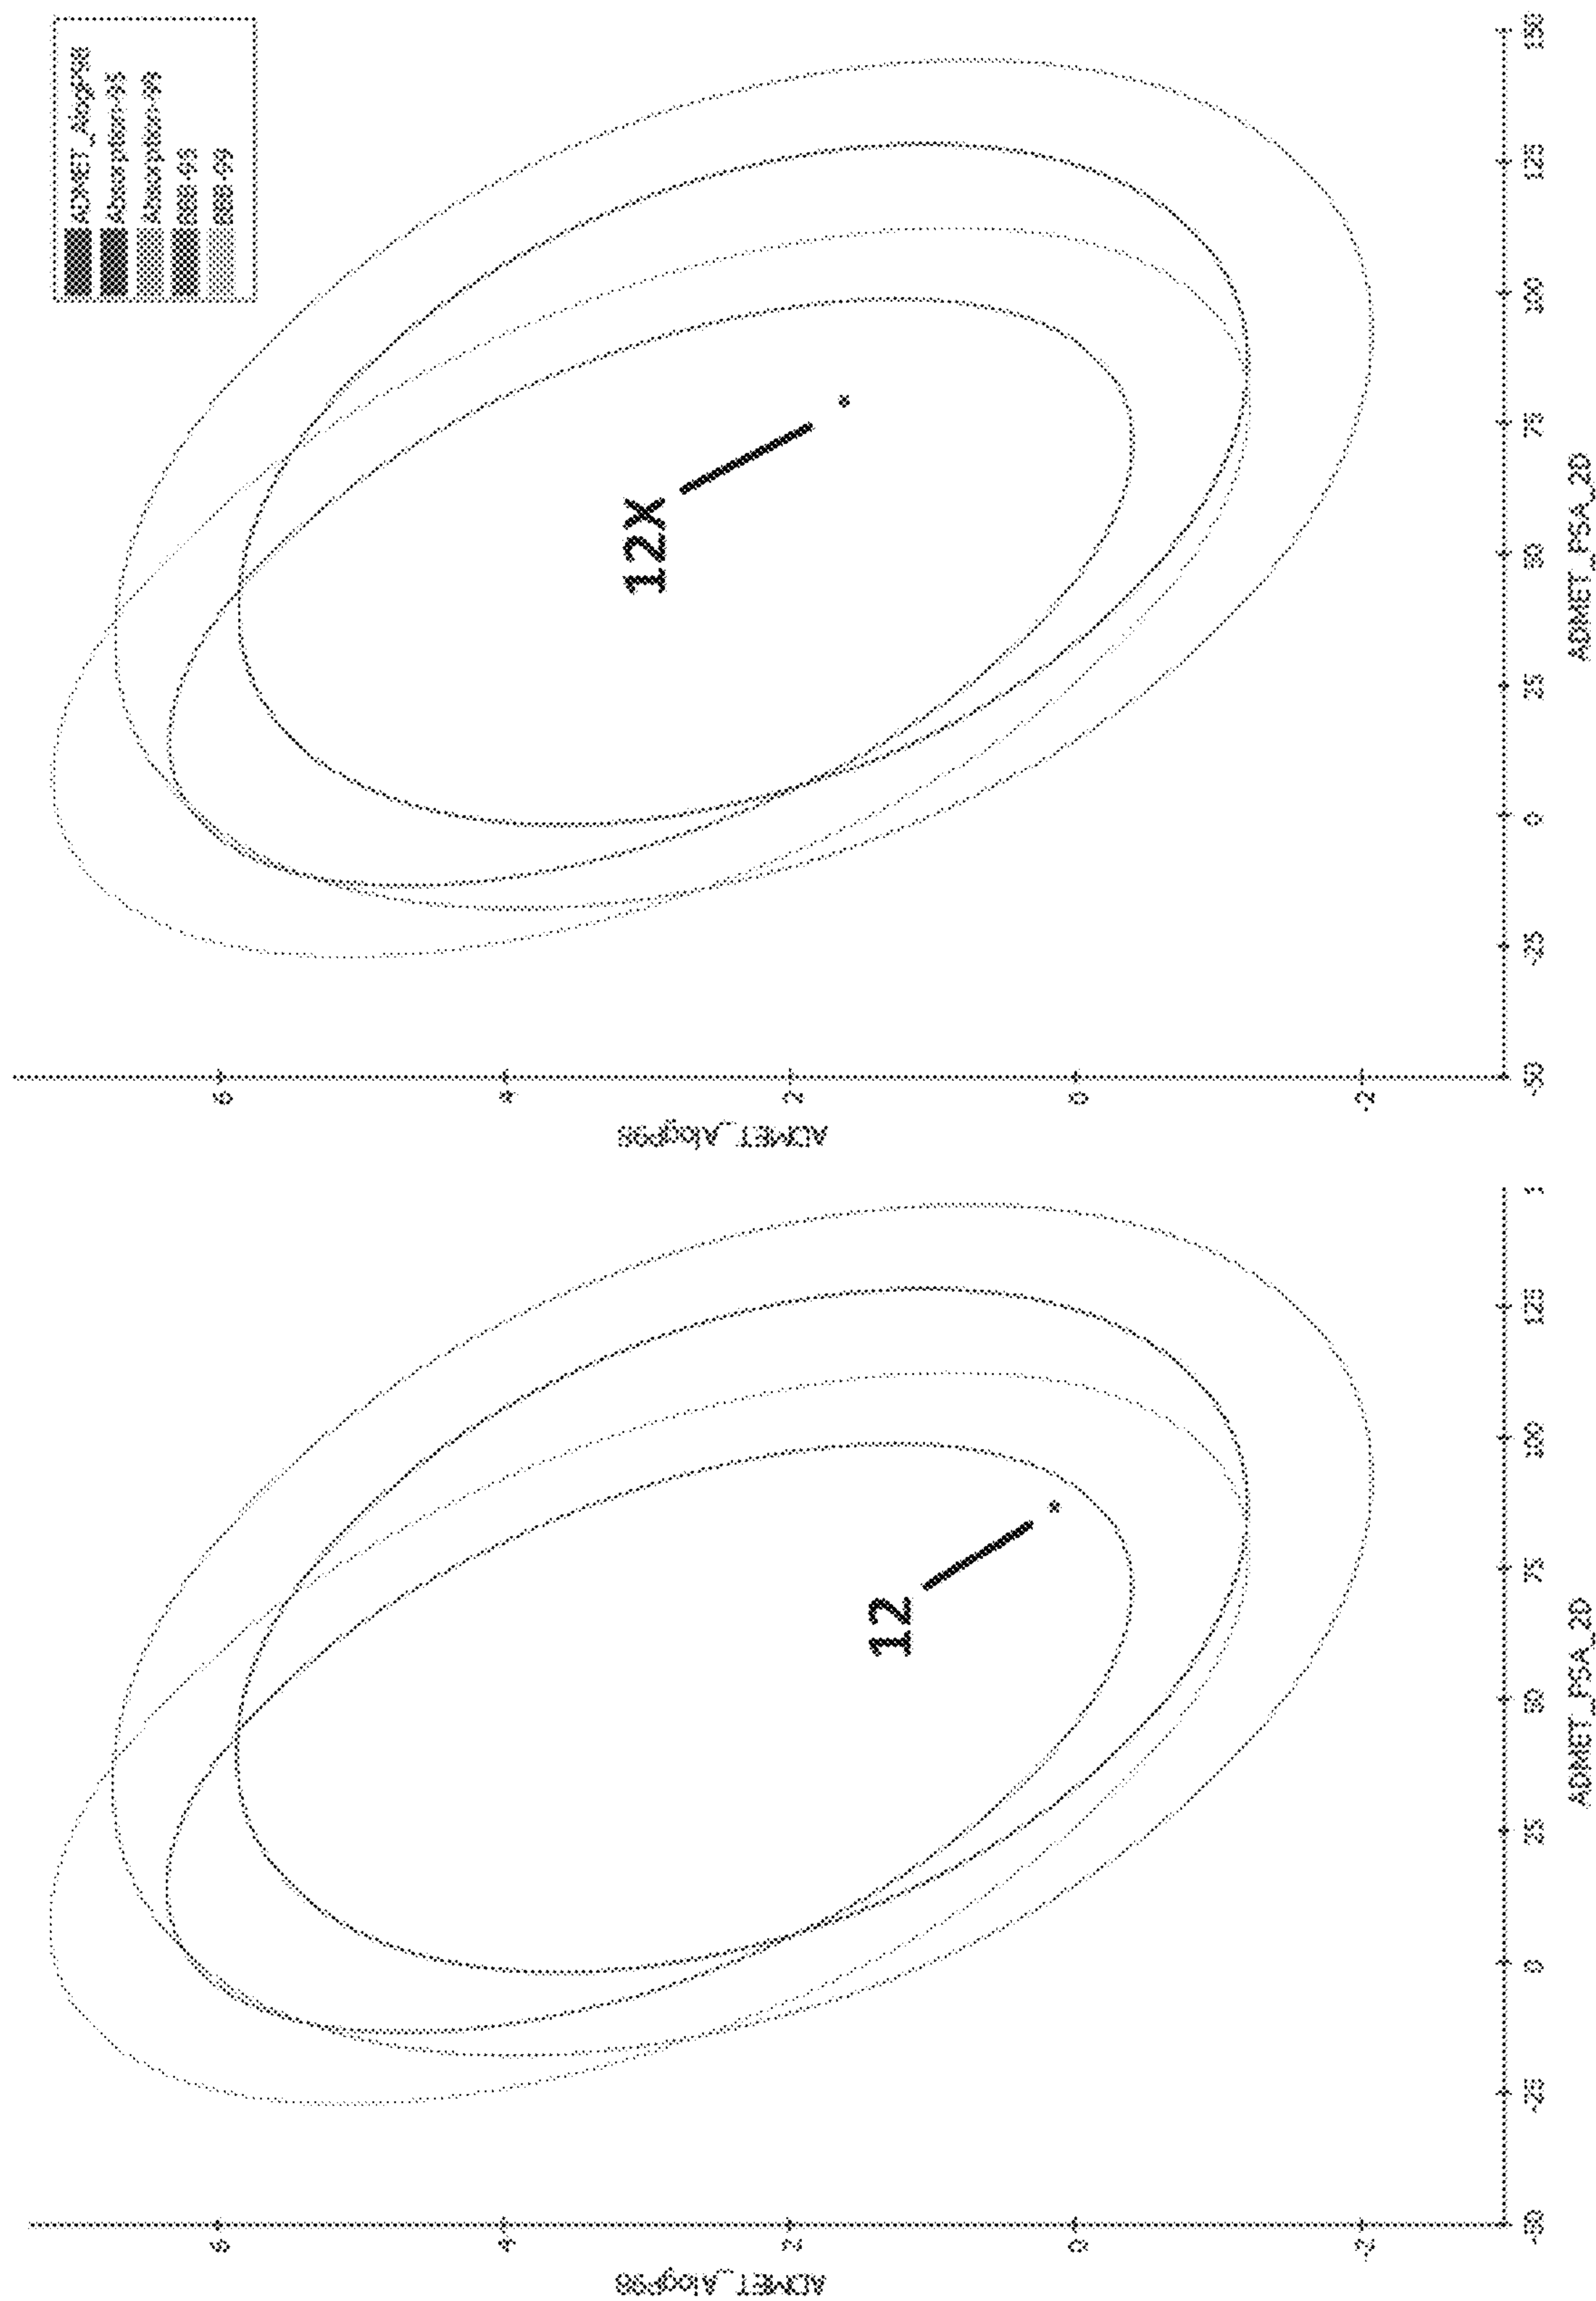 ADMET_AlogP98
6
4
2
0
-2
12
-50
-25
0
25
50
75
100
125
1
ADMET_PSA_2D
ADMET_AlogP98
Absorption-95
Absorption-99
BBB-95
BBB-99
ADMET_AlogP98
6
4
2
0
-2
12X
-50
-25
0
25
50
75
100
125
150
ADMET_PSA_2D